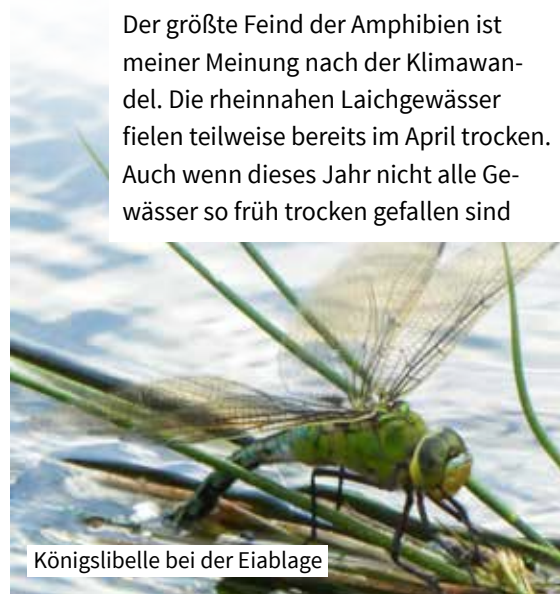 Der größte Feind der Amphibien ist
meiner Meinung nach der Klimawan-
del. Die rheinnahen Laichgewässer
fielen teilweise bereits im April trocken.
Auch wenn dieses Jahr nicht alle Ge-
wässer so früh trocken gefallen sind
Königslibelle bei der Eiablage